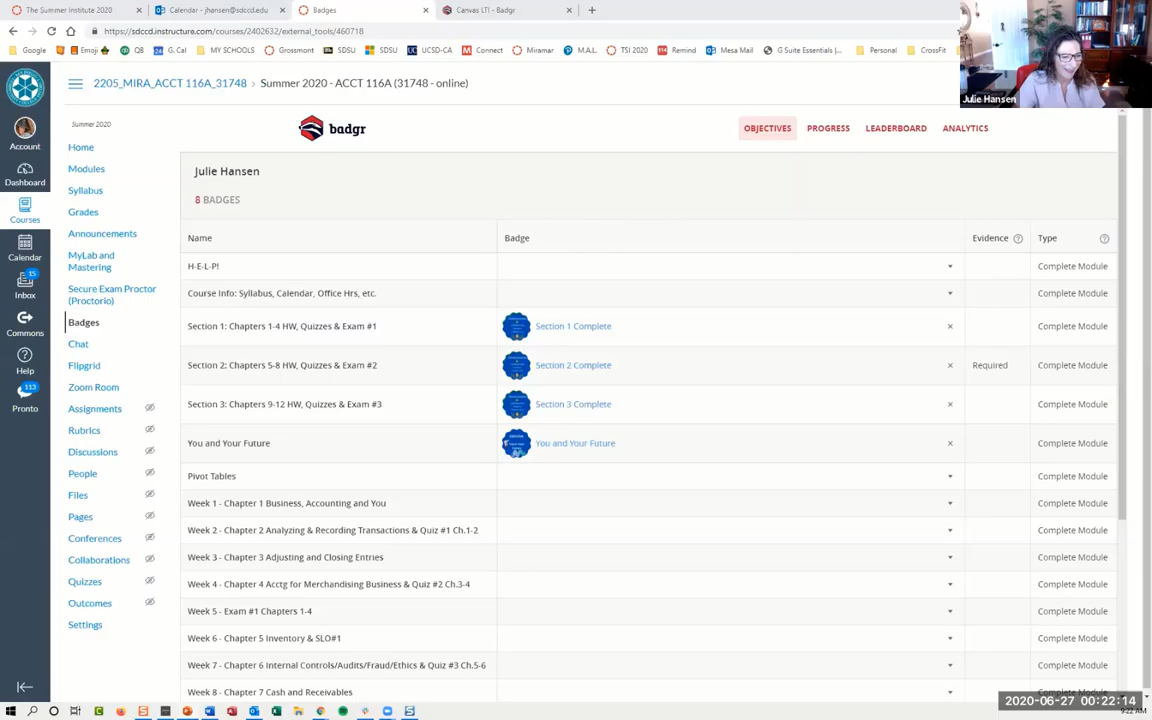 The Summer Institute 2020
Calendar - jhansen@sdccd.edu
Badges
Canvas LTI - Badgr
https://sdccd.instructure.com/courses/2402632/external_tools/460718
Google
Emoji
QB
G. Cal
MY SCHOOLS
Grossmont
SDSU
SDSU
UCSD-CA
Connect
Miramar
M.A.L.
TSI 2020
Remind
Mesa Mail
G Suite Essentials |...
Personal
CrossFit
Julie Hansen
2205_MIRA_ACCT 116A_31748 › Summer 2020 - ACCT 116A (31748 - online)
Account
Dashboard
Courses
Calendar
15
Inbox
Commons
Help
113
Pronto
Summer 2020
Home
Modules
Syllabus
Grades
Announcements
MyLab and
Mastering
Secure Exam Proctor
(Proctorio)
Badges
Chat
Flipgrid
Zoom Room
Assignments
Rubrics
Discussions
People
Files
Pages
Conferences
Collaborations
Quizzes
Outcomes
Settings
badgr
OBJECTIVES PROGRESS LEADERBOARD ANALYTICS
Julie Hansen
8 BADGES
Name Badge Evidence ? Type ?
H-E-L-P! Complete Module
Course Info: Syllabus, Calendar, Office Hrs, etc. Complete Module
Section 1: Chapters 1-4 HW, Quizzes & Exam #1 Section 1 Complete × Complete Module
Section 2: Chapters 5-8 HW, Quizzes & Exam #2 Section 2 Complete × Required Complete Module
Section 3: Chapters 9-12 HW, Quizzes & Exam #3 Section 3 Complete × Complete Module
You and Your Future You and Your Future × Complete Module
Pivot Tables Complete Module
Week 1 - Chapter 1 Business, Accounting and You Complete Module
Week 2 - Chapter 2 Analyzing & Recording Transactions & Quiz #1 Ch.1-2 Complete Module
Week 3 - Chapter 3 Adjusting and Closing Entries Complete Module
Week 4 - Chapter 4 Acctg for Merchandising Business & Quiz #2 Ch.3-4 Complete Module
Week 5 - Exam #1 Chapters 1-4 Complete Module
Week 6 - Chapter 5 Inventory & SLO#1 Complete Module
Week 7 - Chapter 6 Internal Controls/Audits/Fraud/Ethics & Quiz #3 Ch.5-6 Complete Module
Week 8 - Chapter 7 Cash and Receivables
2020-06-27 00:22:14
9:22 AM